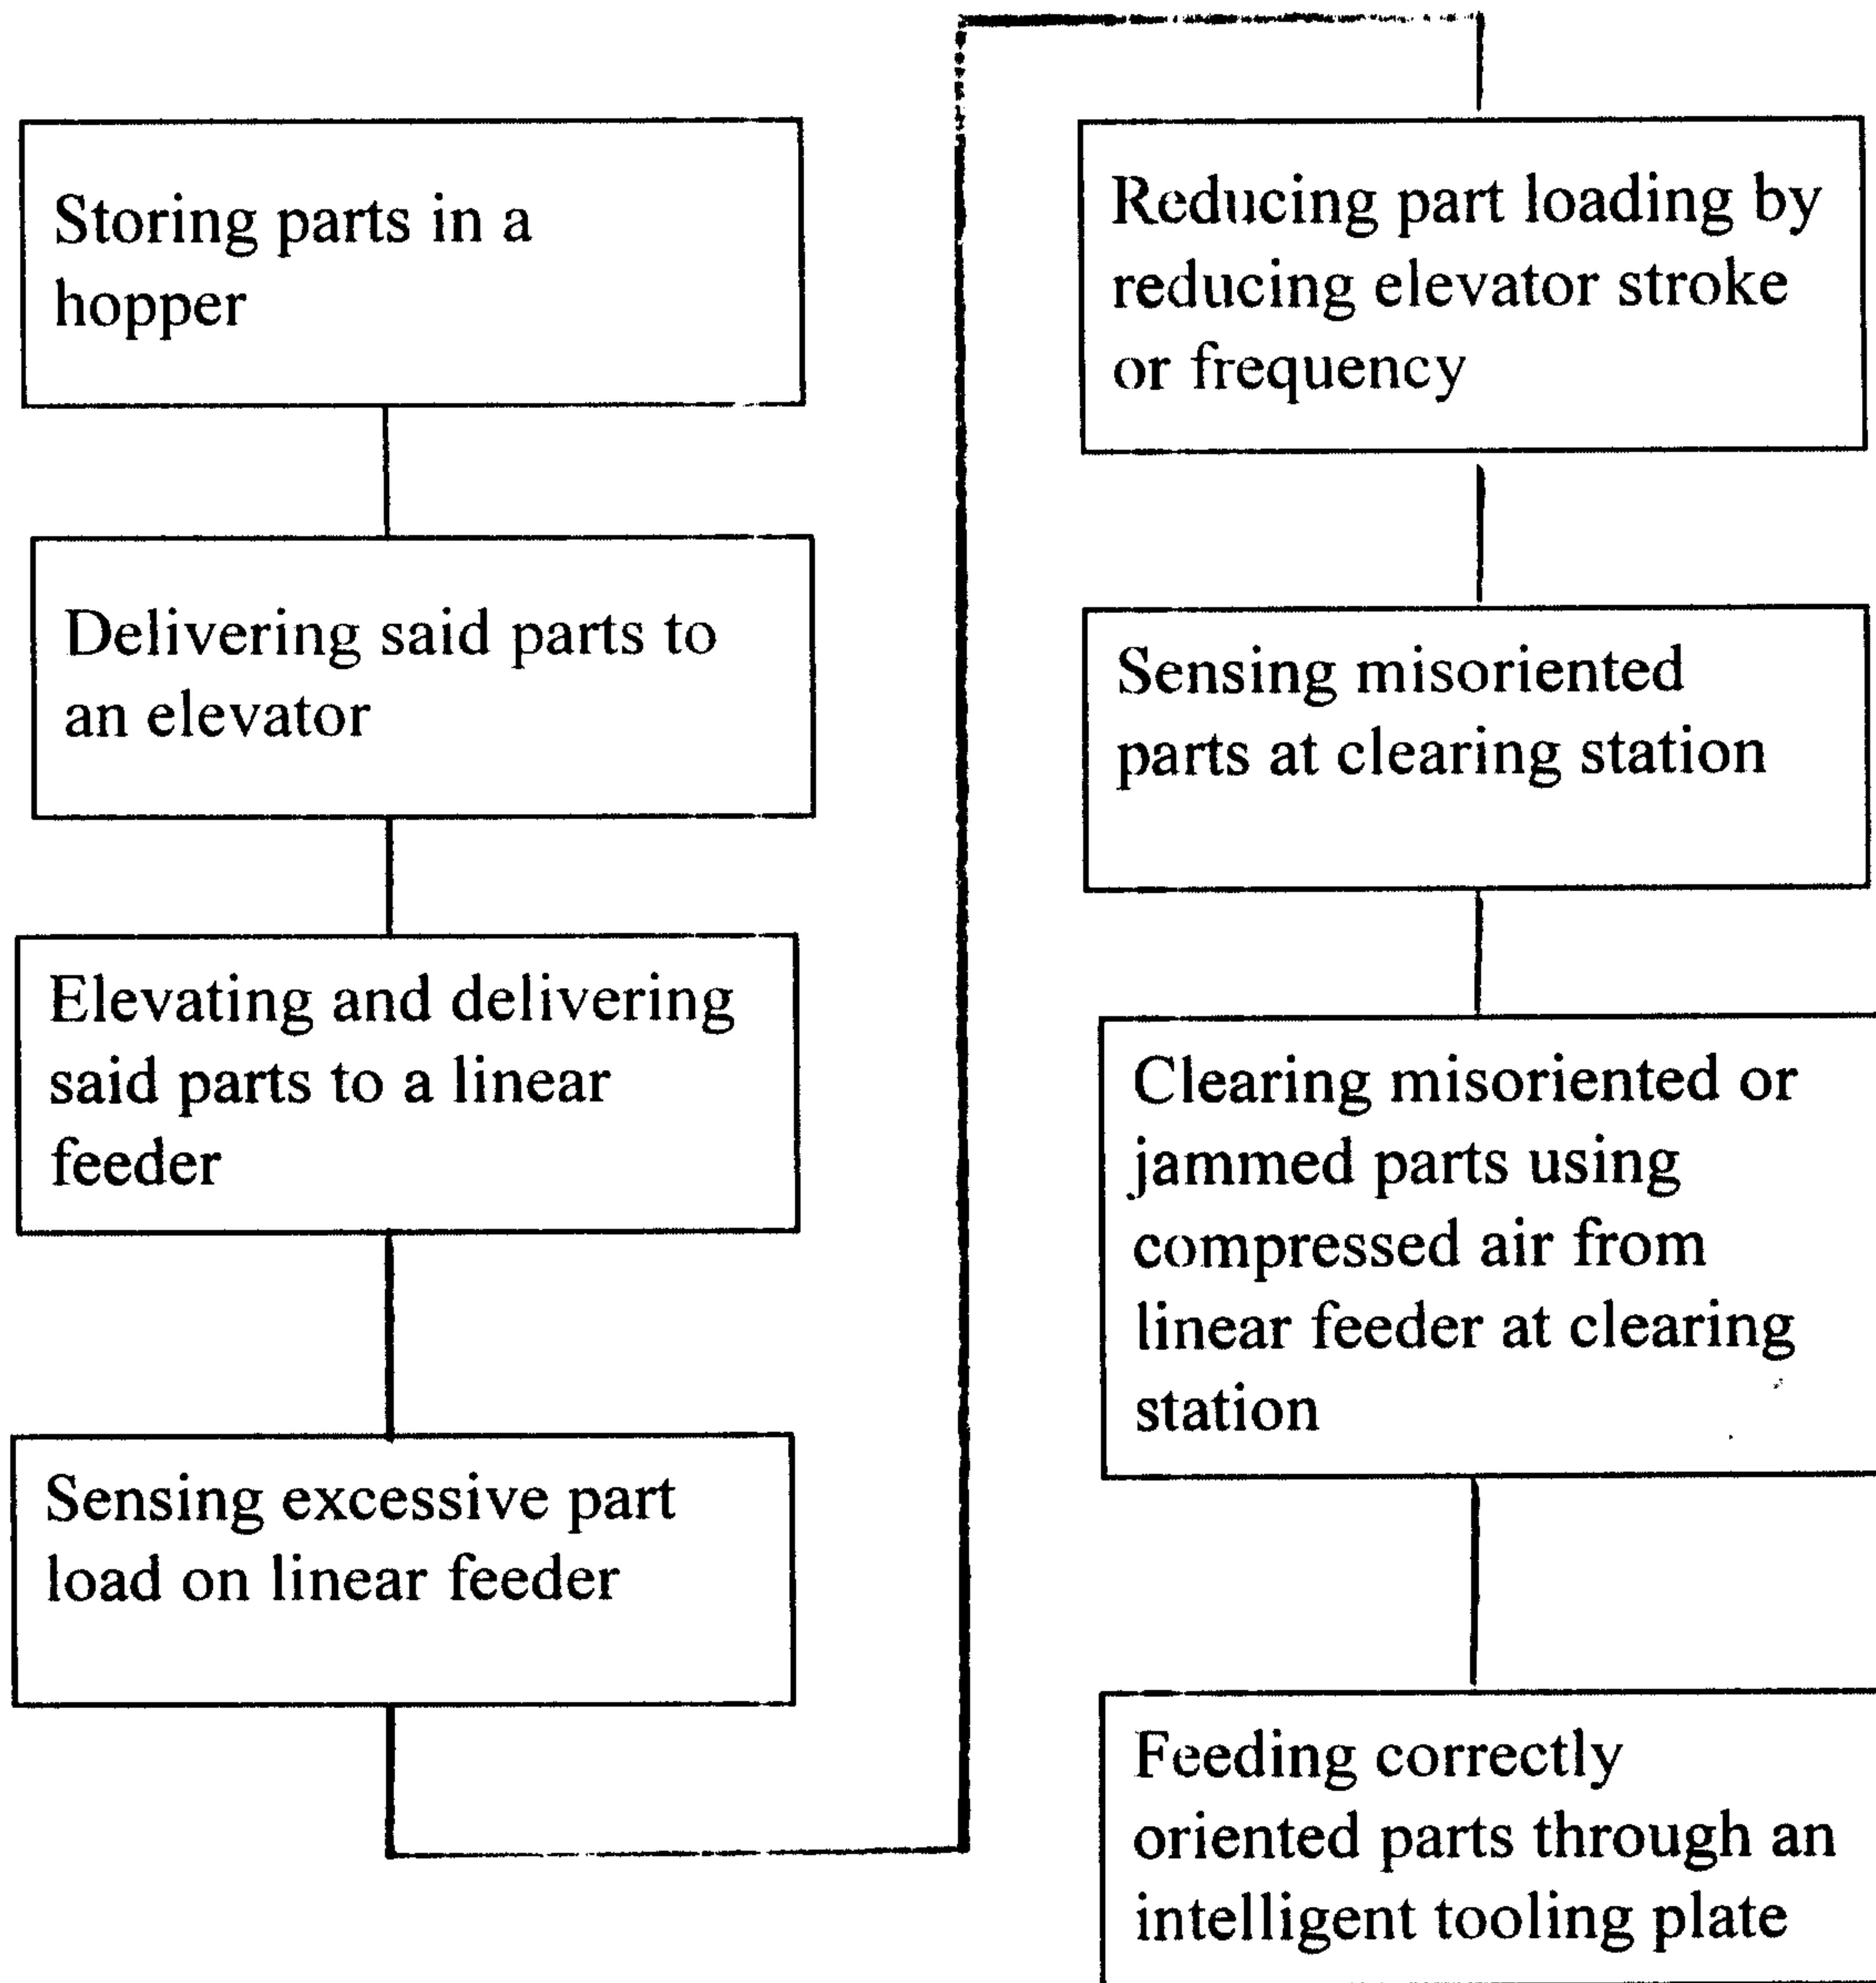 Storing parts in a
hopper
Delivering said parts to
an elevator
Elevating and delivering
said parts to a linear
feeder
Sensing excessive part
load on linear feeder
Reducing part loading by
reducing elevator stroke
or frequency
Sensing misoriented
parts at clearing station
Clearing misoriented or
jammed parts using
compressed air from
linear feeder at clearing
station
Feeding correctly
oriented parts through an
intelligent tooling plate